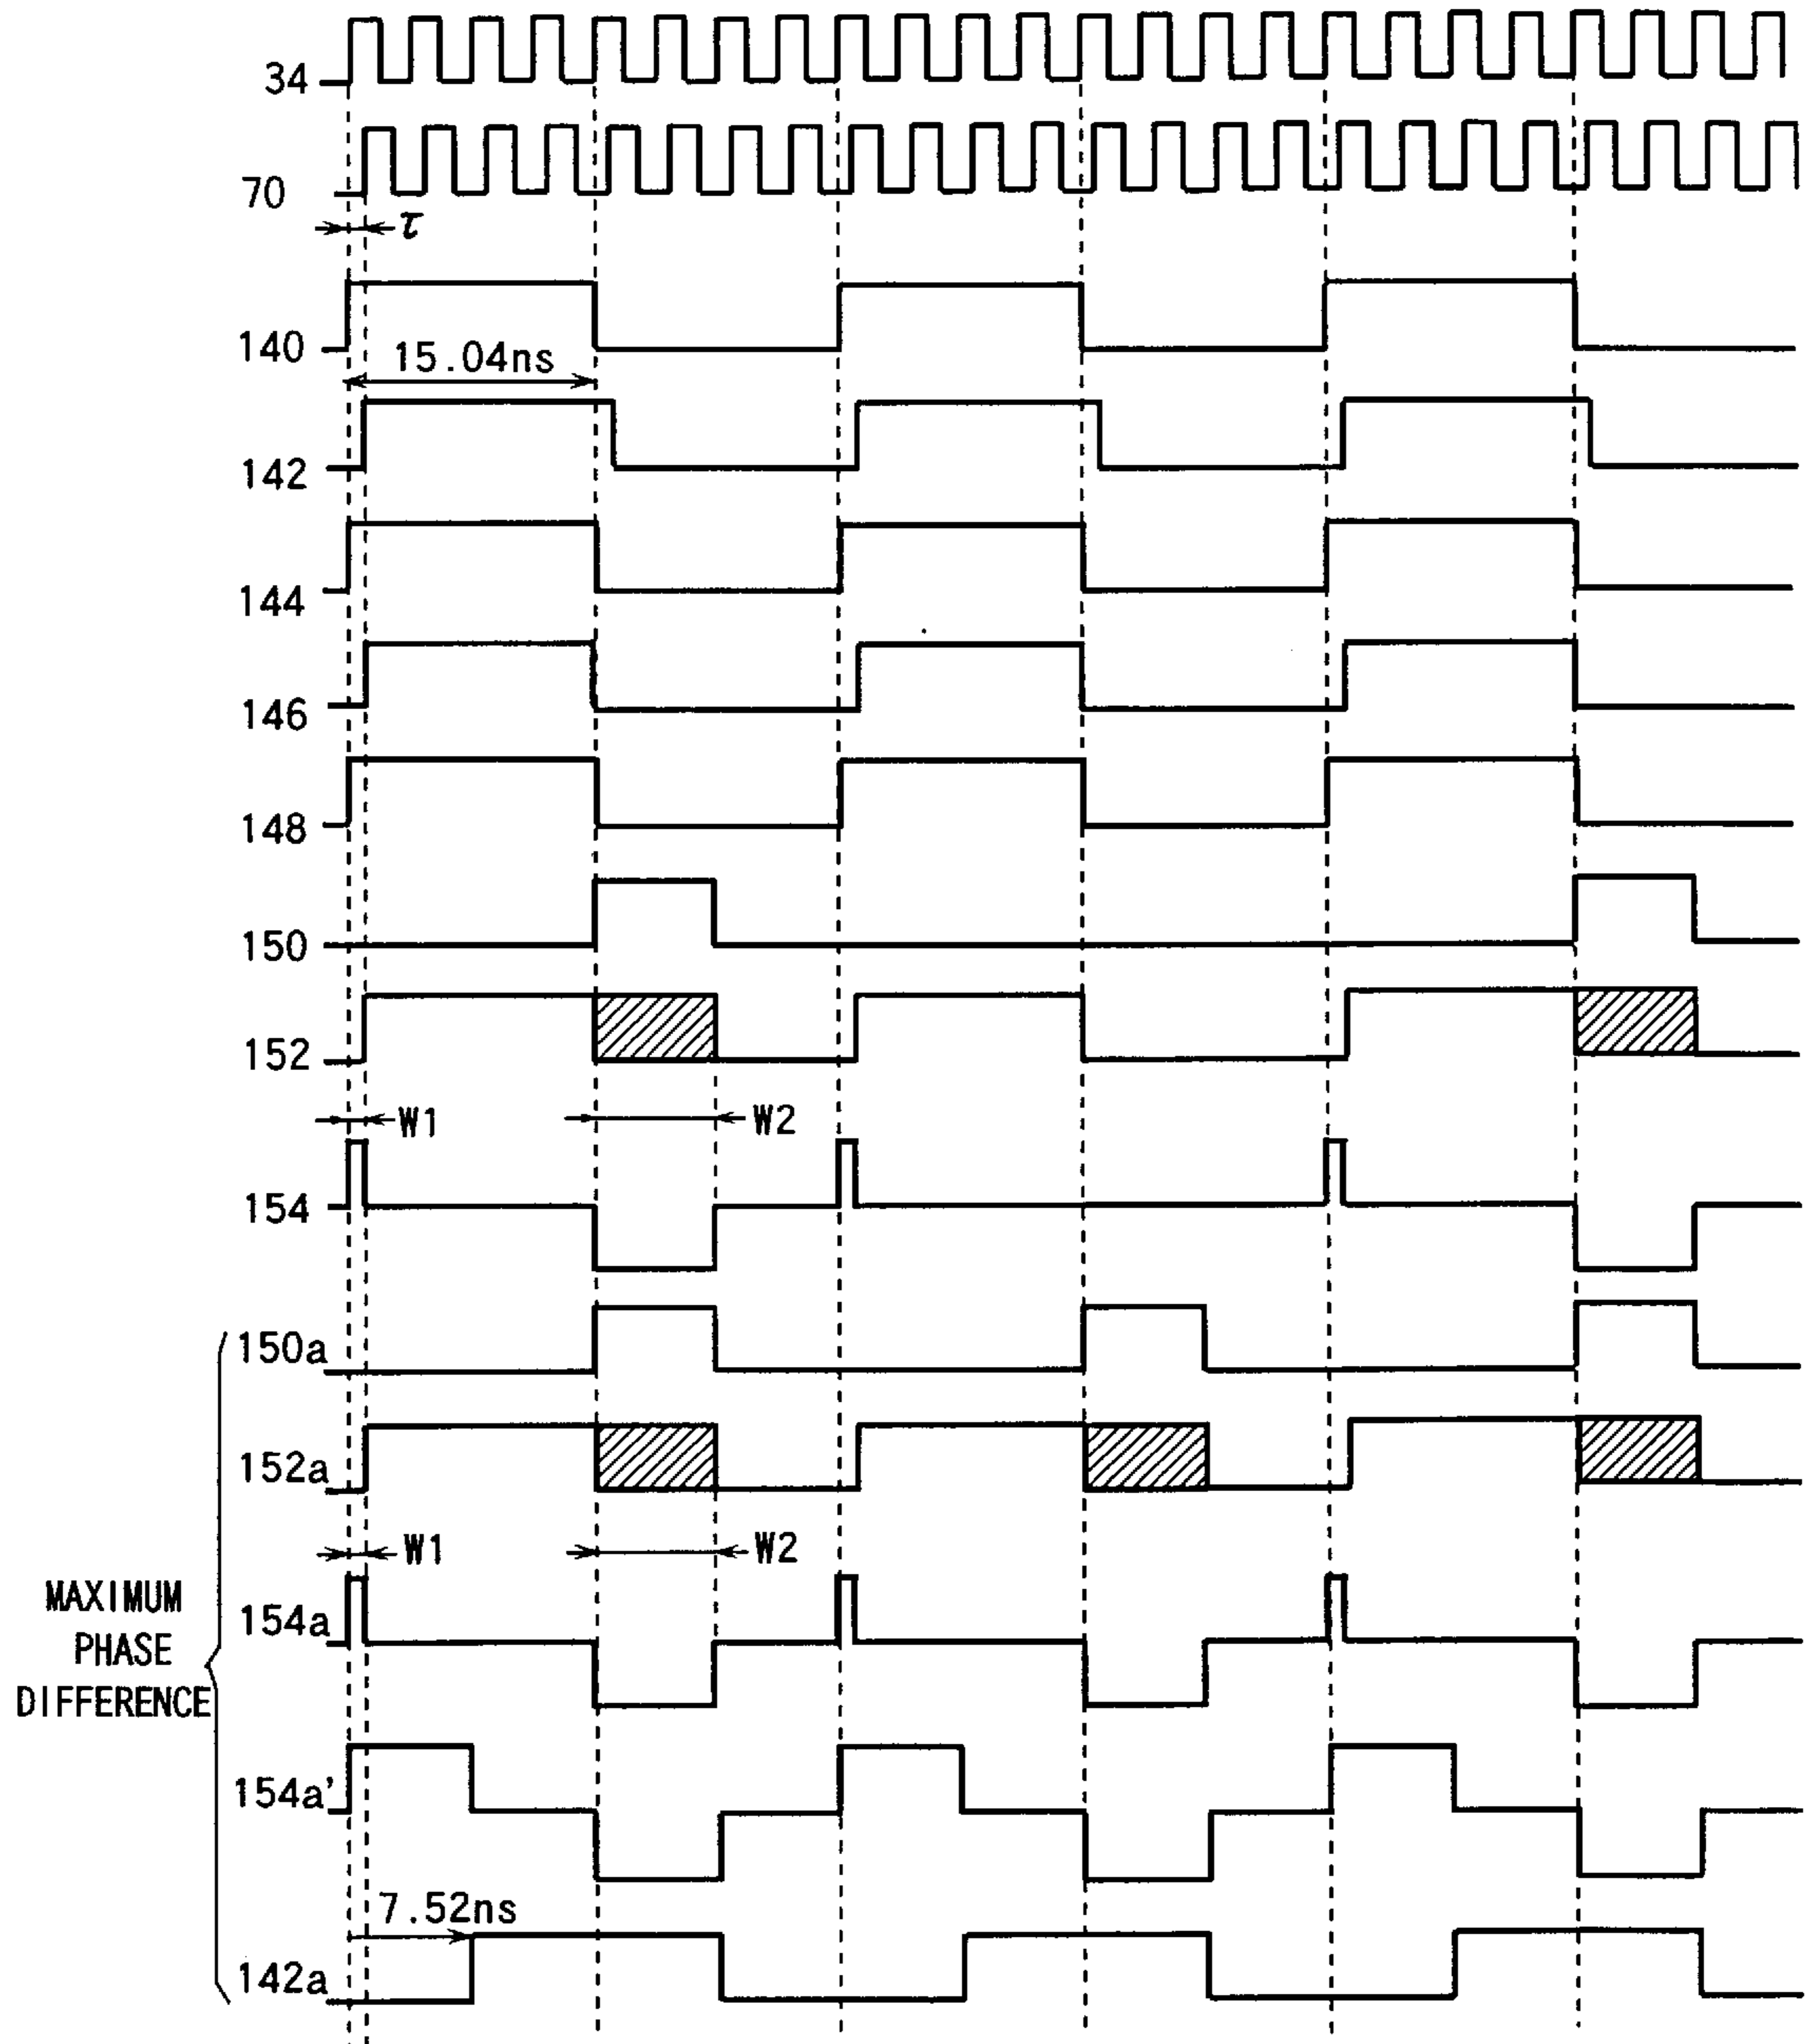 34
70
τ
140
15.04ns
142
144
146
148
150
152
W1
W2
154
150a
152a
W1
W2
MAXIMUM
PHASE
DIFFERENCE
154a
154a'
7.52ns
142a